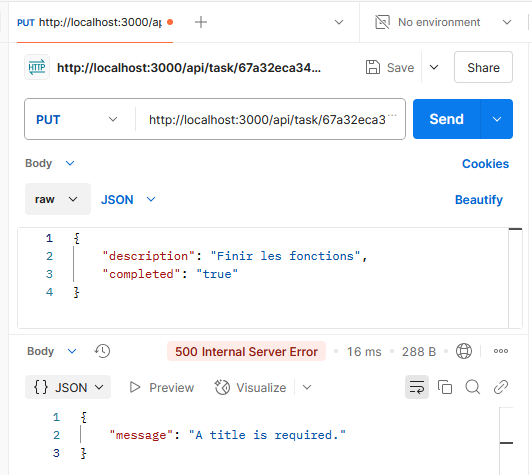 PUT http://localhost:3000/ap
No environment
HTTP http://localhost:3000/api/task/67a32eca34... Save Share
PUT http://localhost:3000/api/task/67a32eca3... Send
Body Cookies
raw JSON Beautify
1 {
2 "description": "Finir les fonctions",
3 "completed": "true"
4 }
Body 500 Internal Server Error • 16 ms • 288 B •
{} JSON Preview Visualize
1 {
2 "message": "A title is required."
3 }